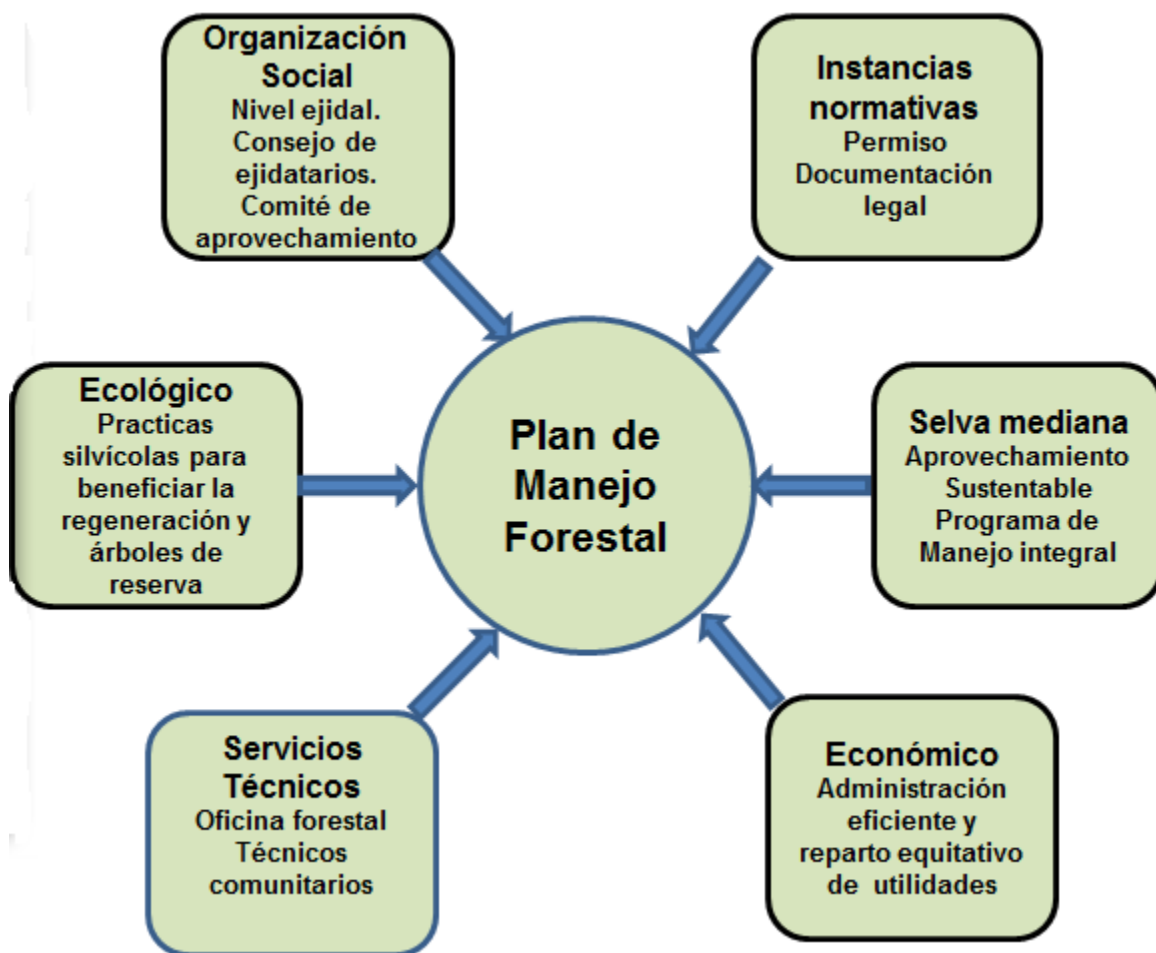 Organización
Social
Nivel ejidal.
Consejo de
ejidatarios.
Comité de
aprovechamiento
Instancias
normativas
Permiso
Documentación
legal
Ecológico
Practicas
silvícolas para
beneficiar la
regeneración y
árboles de
reserva
Plan de
Manejo
Forestal
Selva mediana
Aprovechamiento
Sustentable
Programa de
Manejo integral
Servicios
Técnicos
Oficina forestal
Técnicos
comunitarios
Económico
Administración
eficiente y
reparto equitativo
de utilidades